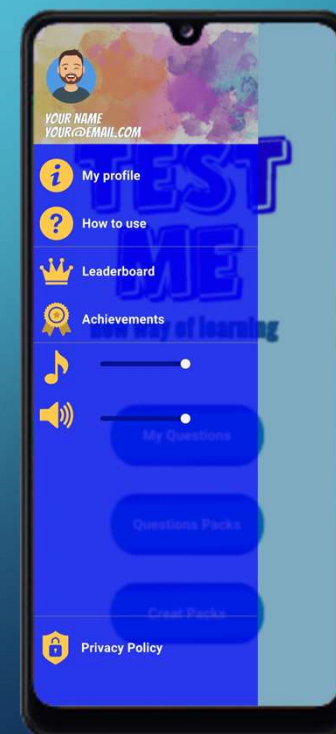 YOUR NAME
YOUR@EMAIL.COM
TEST
ME
My profile
How to use
Leaderboard
Achievements
way of learning
My Questions
Questions Packs
Creat Packs
Privacy Policy